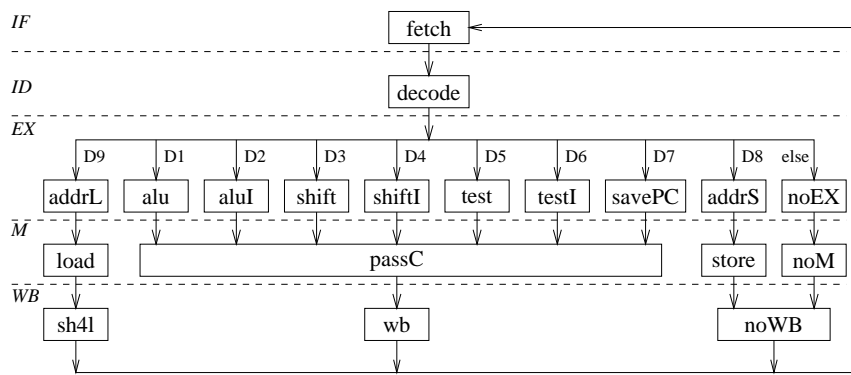 IF
fetch
ID
decode
EX
D9 D1 D2 D3 D4 D5 D6 D7 D8 else
addrL alu aluI shift shiftI test testI savePC addrS noEX
M
load passC store noM
WB
sh4l wb noWB